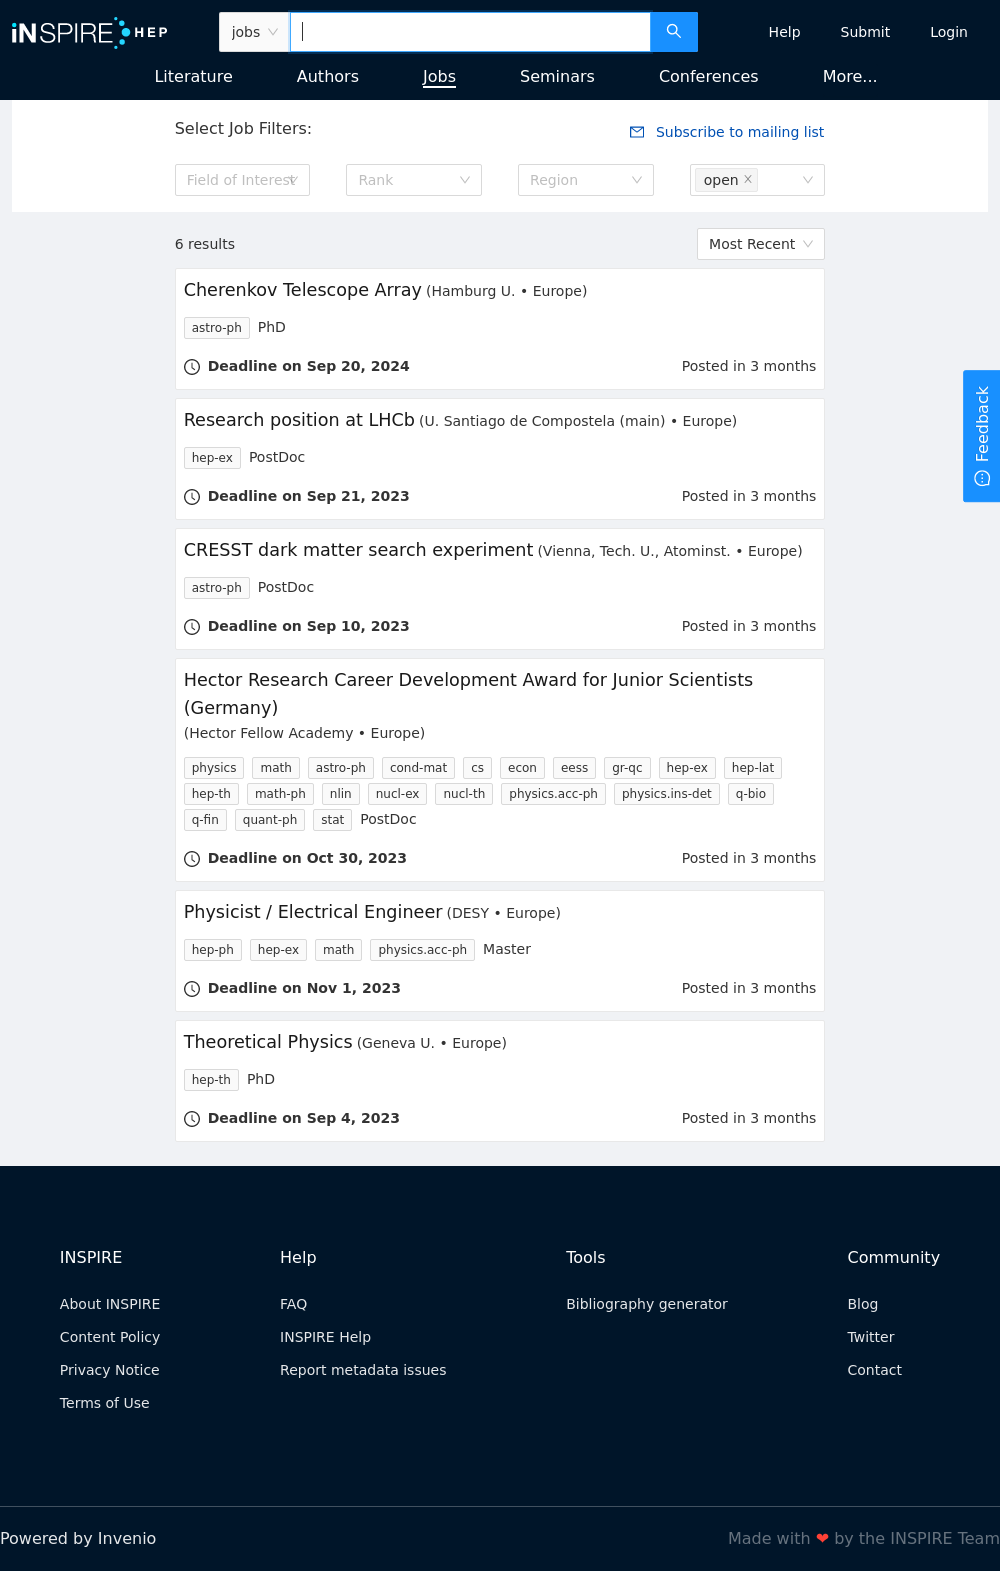 iNSPIRE HEP
jobs
Help Submit Login
Literature Authors Jobs Seminars Conferences More...
Select Job Filters:
Subscribe to mailing list
Field of Interest Rank Region open
6 results
Most Recent
Cherenkov Telescope Array (Hamburg U. • Europe)
astro-ph PhD
Deadline on Sep 20, 2024 Posted in 3 months
Research position at LHCb (U. Santiago de Compostela (main) • Europe)
hep-ex PostDoc
Deadline on Sep 21, 2023 Posted in 3 months
Feedback
CRESST dark matter search experiment (Vienna, Tech. U., Atominst. • Europe)
astro-ph PostDoc
Deadline on Sep 10, 2023 Posted in 3 months
Hector Research Career Development Award for Junior Scientists
(Germany)
(Hector Fellow Academy • Europe)
physics math astro-ph cond-mat cs econ eess gr-qc hep-ex hep-lat
hep-th math-ph nlin nucl-ex nucl-th physics.acc-ph physics.ins-det q-bio
q-fin quant-ph stat PostDoc
Deadline on Oct 30, 2023 Posted in 3 months
Physicist / Electrical Engineer (DESY • Europe)
hep-ph hep-ex math physics.acc-ph Master
Deadline on Nov 1, 2023 Posted in 3 months
Theoretical Physics (Geneva U. • Europe)
hep-th PhD
Deadline on Sep 4, 2023 Posted in 3 months
INSPIRE
About INSPIRE
Content Policy
Privacy Notice
Terms of Use
Help
FAQ
INSPIRE Help
Report metadata issues
Tools
Bibliography generator
Community
Blog
Twitter
Contact
Powered by Invenio
Made with ❤ by the INSPIRE Team